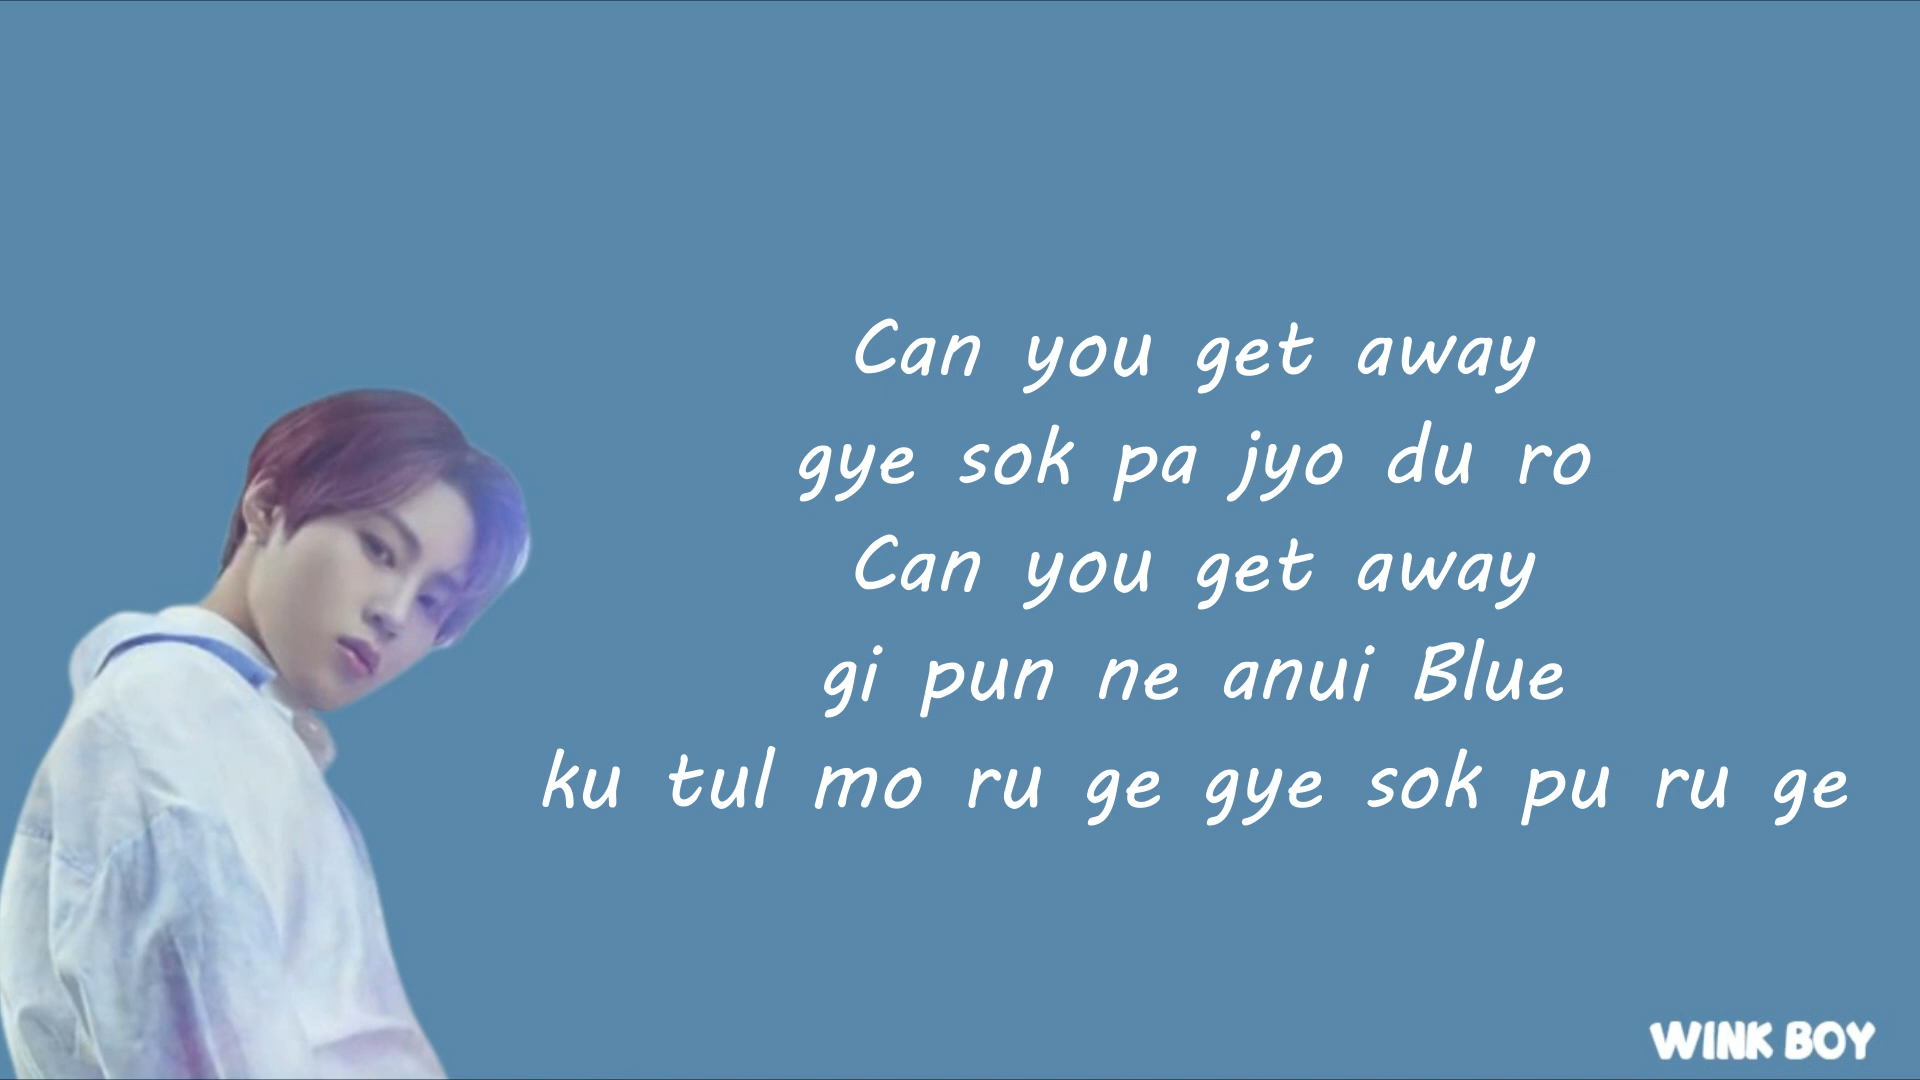 Can you get away
gye sok pa jyo du ro
Can you get away
gi pun ne anui Blue
ku tul mo ru ge gye sok pu ru ge
WINK BOY